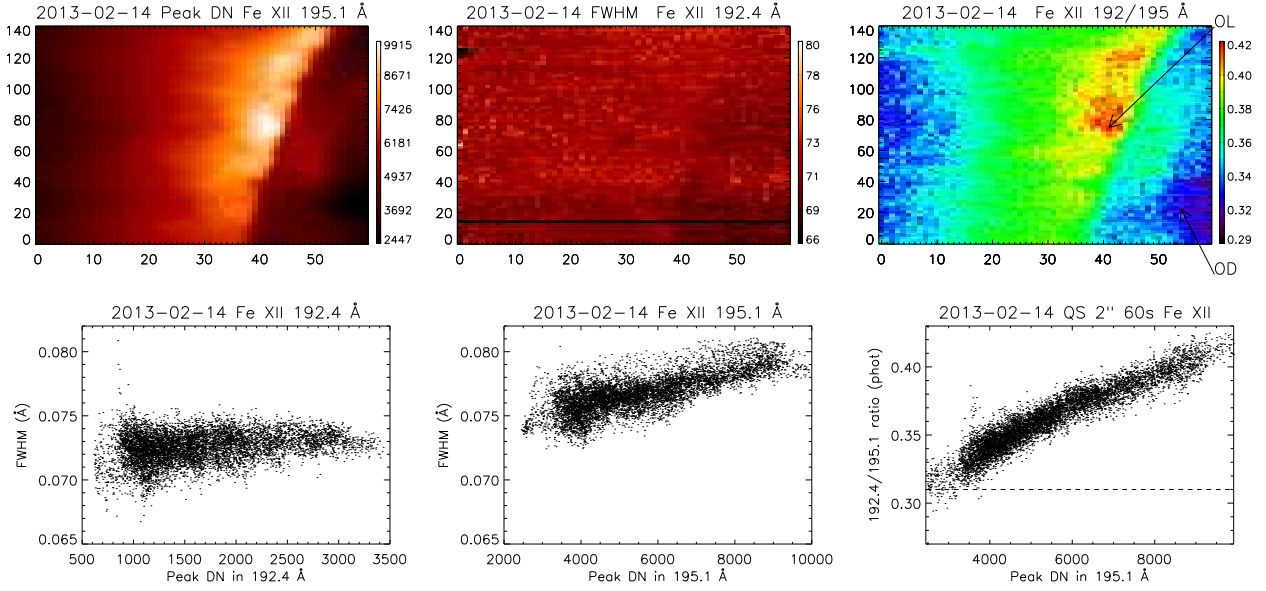 2013-02-14 Peak DN Fe XII 195.1 Å
140
120
100
80
60
40
20
0
0 10 20 30 40 50
9915
8671
7426
6181
4937
3692
2447
2013-02-14 FWHM Fe XII 192.4 Å
140
120
100
80
60
40
20
0
0 10 20 30 40 50
80
78
76
73
71
69
66
2013-02-14 Fe XII 192/195 Å
OL
140
120
100
80
60
40
20
0
0 10 20 30 40 50
0.42
0.40
0.38
0.36
0.34
0.32
0.29
OD
2013-02-14 Fe XII 192.4 Å
FWHM (Å)
0.080
0.075
0.070
0.065
500 1000 1500 2000 2500 3000 3500
Peak DN in 192.4 Å
2013-02-14 Fe XII 195.1 Å
FWHM (Å)
0.080
0.075
0.070
0.065
2000 4000 6000 8000 10000
Peak DN in 195.1 Å
2013-02-14 QS 2" 60s Fe XII
192.4/195.1 ratio (phot)
0.40
0.35
0.30
4000 6000 8000
Peak DN in 195.1 Å